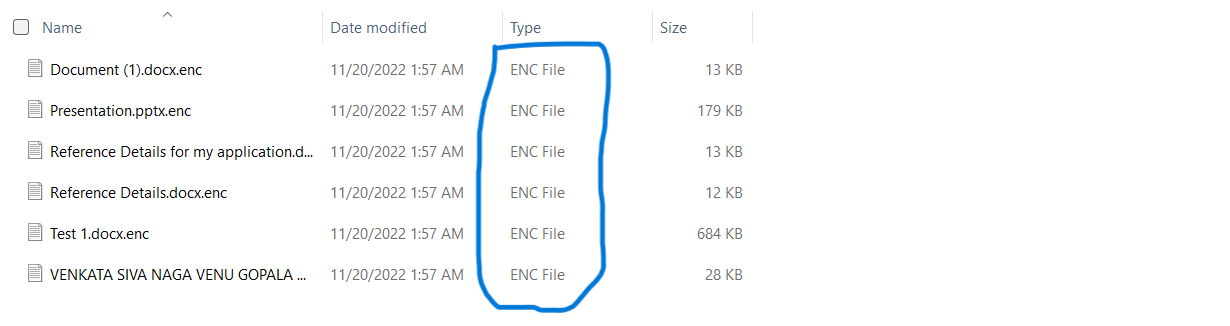 Name Date modified Type Size
Document (1).docx.enc 11/20/2022 1:57 AM ENC File 13 KB
Presentation.pptx.enc 11/20/2022 1:57 AM ENC File 179 KB
Reference Details for my application.d... 11/20/2022 1:57 AM ENC File 13 KB
Reference Details.docx.enc 11/20/2022 1:57 AM ENC File 12 KB
Test 1.docx.enc 11/20/2022 1:57 AM ENC File 684 KB
VENKATA SIVA NAGA VENU GOPALA ... 11/20/2022 1:57 AM ENC File 28 KB